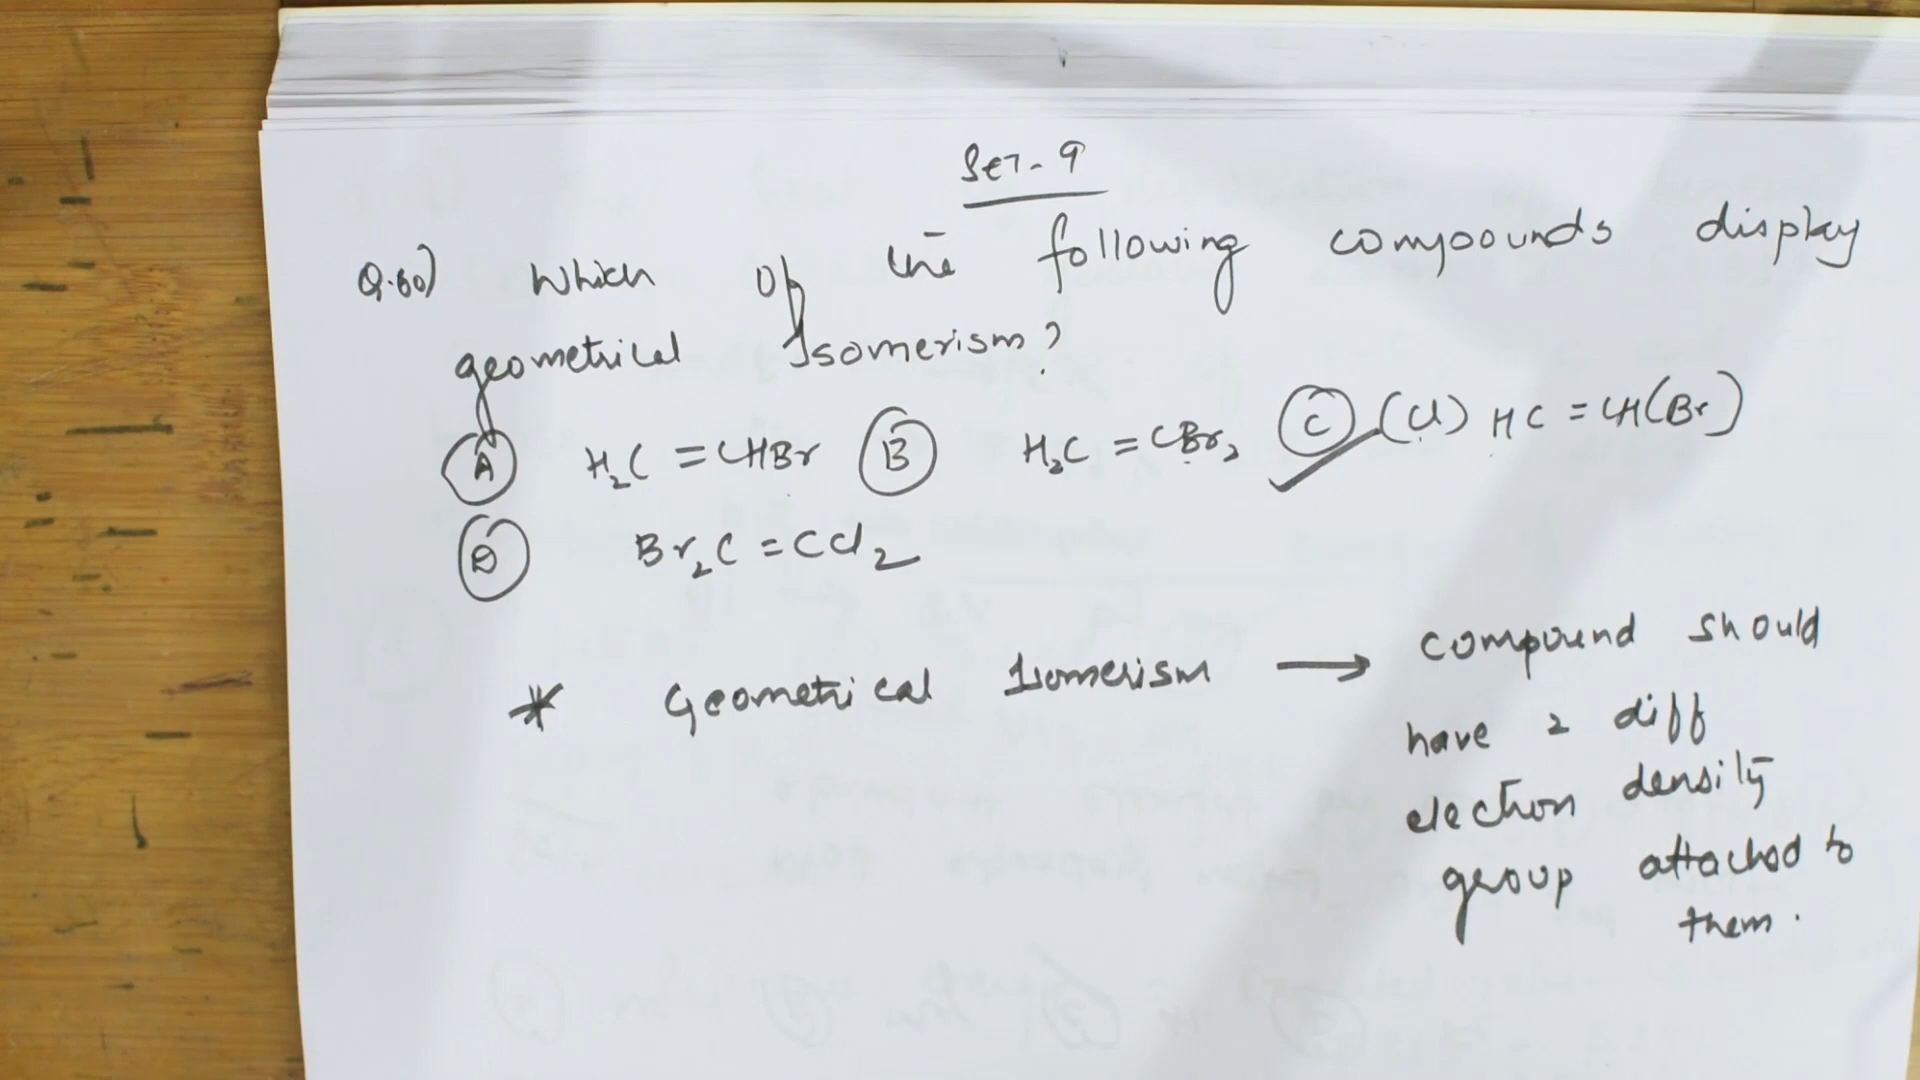 SET-9
Q.60) Which of the following compounds display
geometrical Isomerism?
(A) H₂C=CHBr (B) H₂C=CBr₂ (C) (Cl)HC=CH(Br)
(D) Br₂C=CCl₂
* Geometrical Isomerism → compound should
have 2 diff
electron density
group attached to
them.